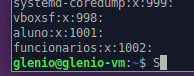 systemd-coredump:x:999:
vboxsf:x:998:
aluno:x:1001:
funcionarios:x:1002:
glenio@glenio-vm:~$ S